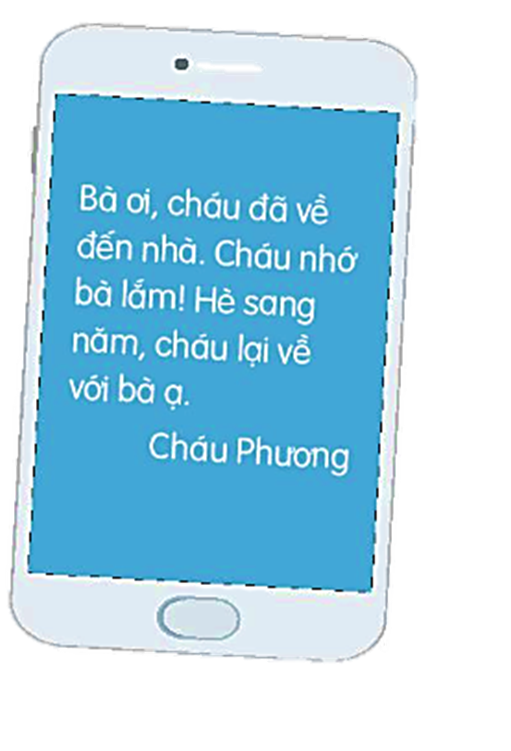 Bà ơi, cháu đã về
đến nhà. Cháu nhớ
bà lắm! Hè sang
năm, cháu lại về
với bà ạ.
Cháu Phương